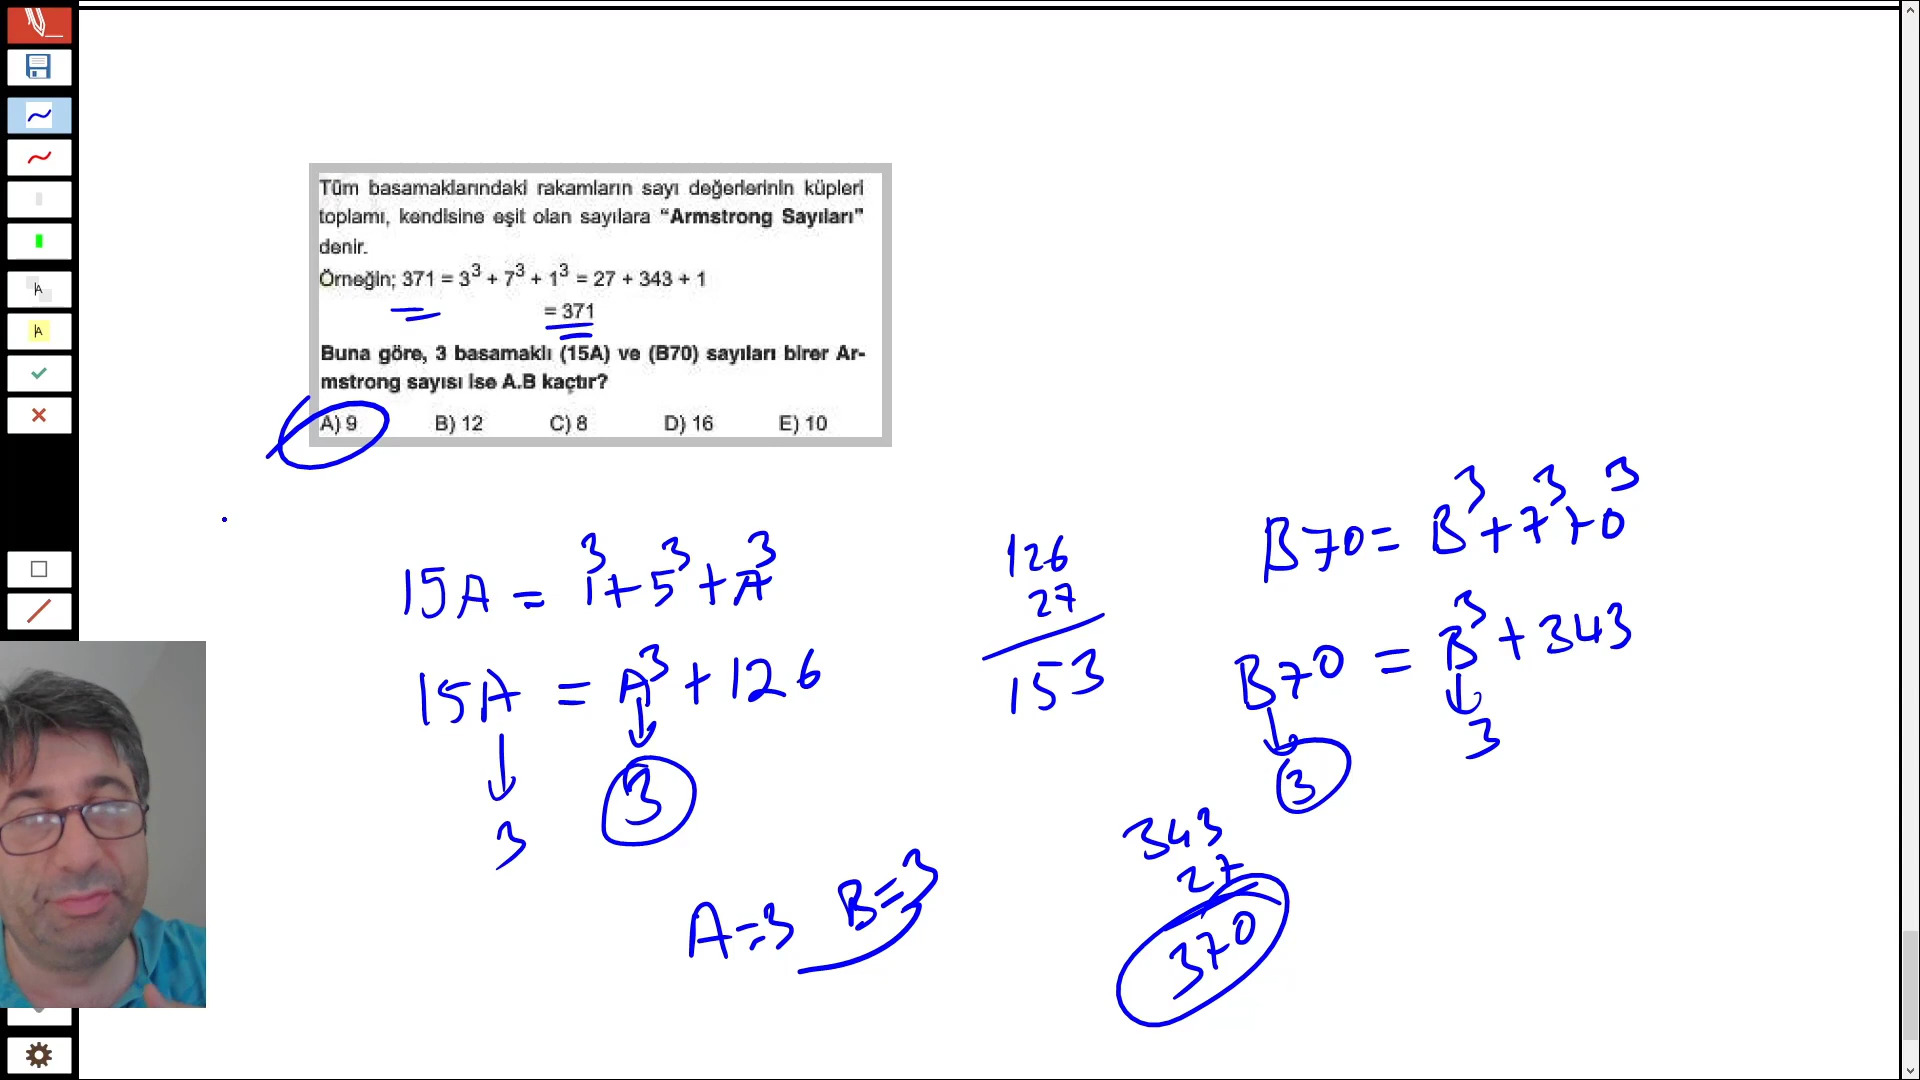 Tüm basamaklarındaki rakamların sayı değerlerinin küpleri
toplamı, kendisine eşit olan sayılara “Armstrong Sayıları”
denir.
Örneğin; 371 = 3³ + 7³ + 1³ = 27 + 343 + 1
= 371
Buna göre, 3 basamaklı (15A) ve (B70) sayıları birer Ar-
mstrong sayısı ise A.B kaçtır?
A) 9 B) 12 C) 8 D) 16 E) 10
15A = 1³ + 5³ + A³
15A = A³ + 126
3 3
126
27
153
B70 = B³ + 7³ + 0³
B70 = B³ + 343
3 3
343
27
370
A=3 B=3
A
A